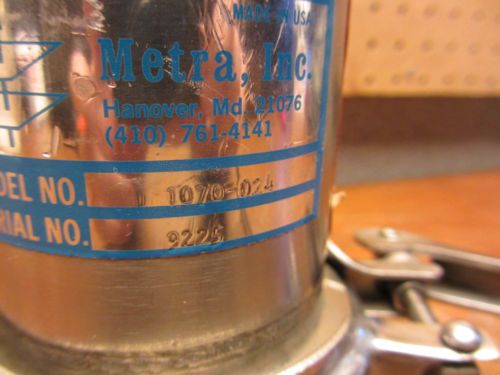 MADE IN USA
Metra, Inc.
Hanover, Md. 21076
(410) 761-4141
DEL NO. 1070-024
RIAL NO. 9225